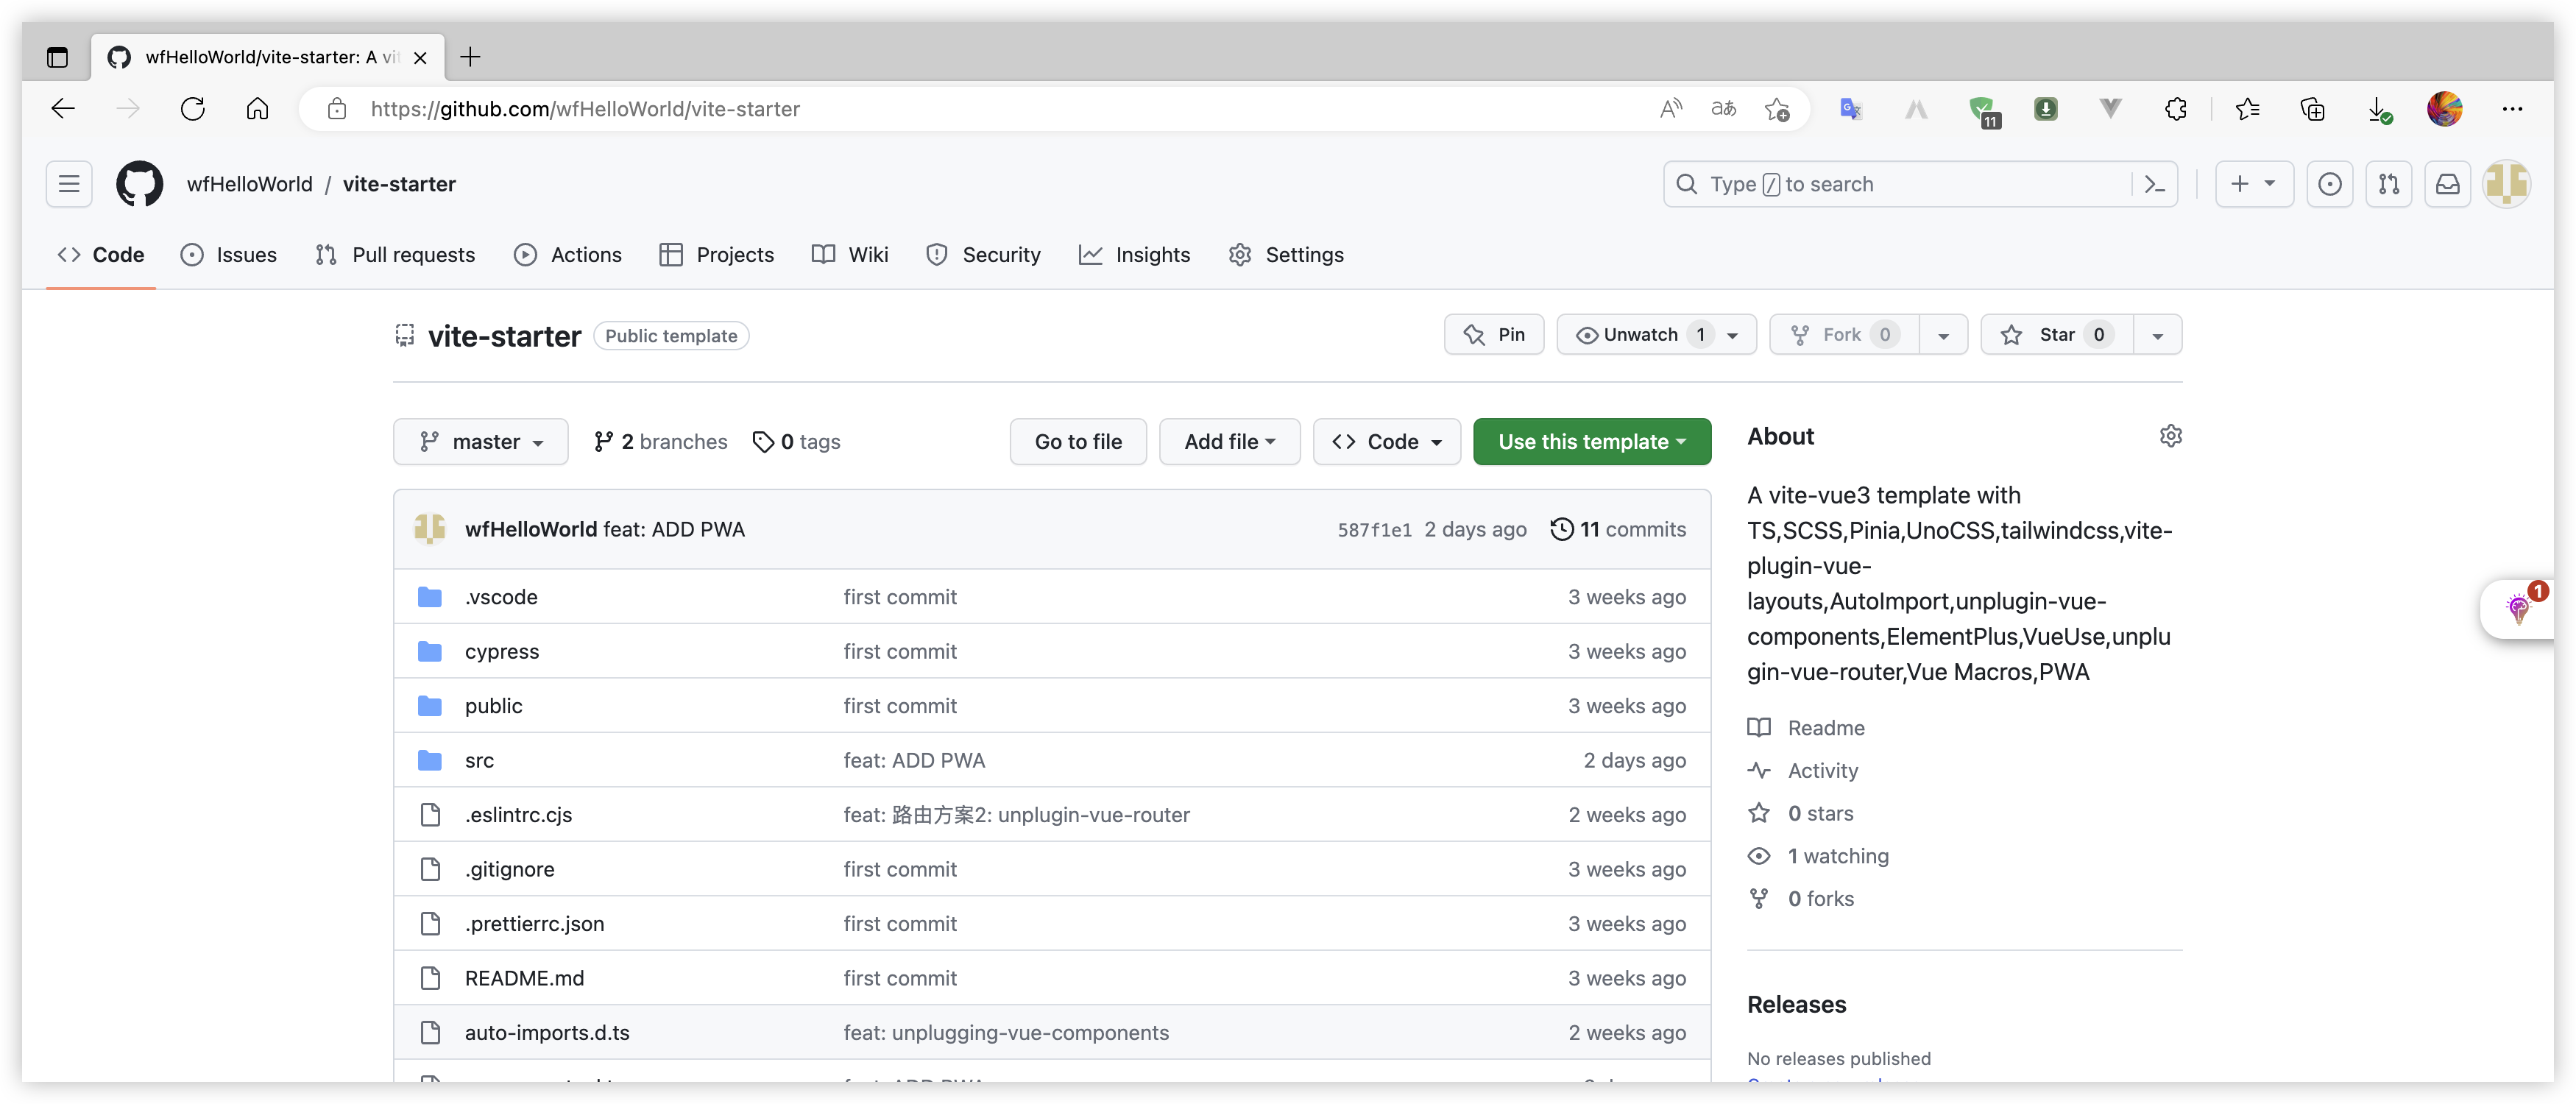 wfHelloWorld/vite-starter: A vit
https://github.com/wfHelloWorld/vite-starter
11
wfHelloWorld / vite-starter
Type / to search
Code Issues Pull requests Actions Projects Wiki Security Insights Settings
vite-starter Public template
Pin Unwatch 1 Fork 0 Star 0
master 2 branches 0 tags Go to file Add file Code Use this template
wfHelloWorld feat: ADD PWA 587f1e1 2 days ago 11 commits
.vscode first commit 3 weeks ago
cypress first commit 3 weeks ago
public first commit 3 weeks ago
src feat: ADD PWA 2 days ago
.eslintrc.cjs feat: 路由方案2: unplugin-vue-router 2 weeks ago
.gitignore first commit 3 weeks ago
.prettierrc.json first commit 3 weeks ago
README.md first commit 3 weeks ago
auto-imports.d.ts feat: unplugging-vue-components 2 weeks ago
About
A vite-vue3 template with
TS,SCSS,Pinia,UnoCSS,tailwindcss,vite-
plugin-vue-
layouts,AutoImport,unplugin-vue-
components,ElementPlus,VueUse,unplu
gin-vue-router,Vue Macros,PWA
Readme
Activity
0 stars
1 watching
0 forks
Releases
No releases published
1